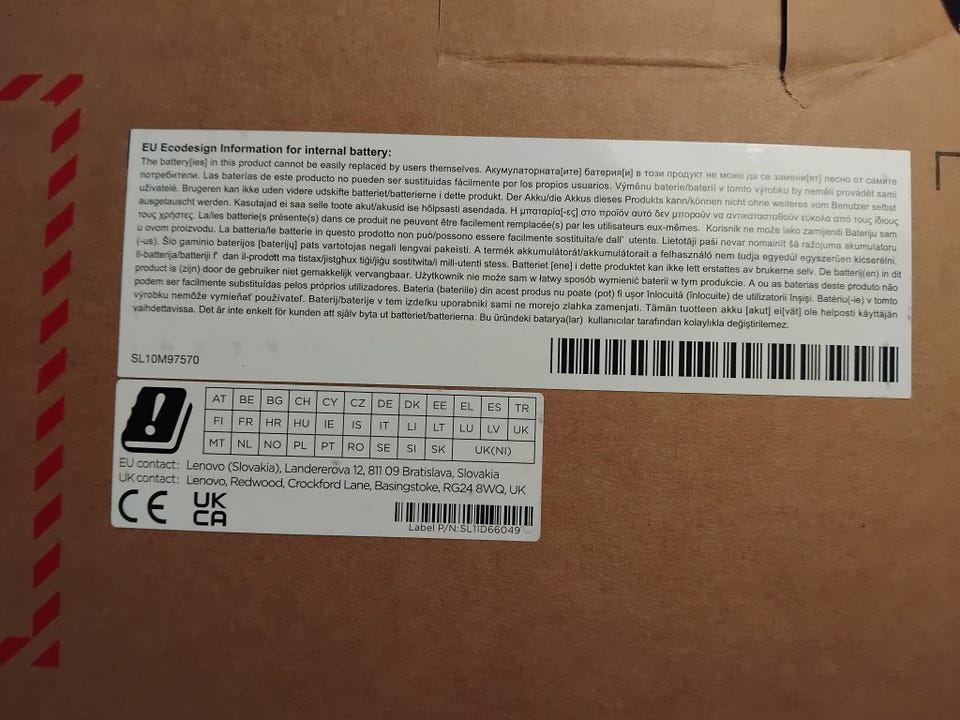 EU Ecodesign Information for internal battery:
The battery[ies] in this product cannot be easily replaced by users themselves. Акумулаторната[ите] батерия[и] в този продукт не може да се замени[ят] лесно от самите
потребители. Las baterías de este producto no pueden ser sustituidas fácilmente por los propios usuarios. Výměnu baterie/baterií v tomto výrobku by neměli provádět sami
uživatelé. Brugeren kan ikke uden videre udskifte batteriet/batterierne i dette produkt. Der Akku/die Akkus dieses Produkts kann/können nicht ohne weiteres vom Benutzer selbst
ausgetauscht werden. Kasutajad ei saa selle toote akut/akusid ise hõlpsasti asendada. Η μπαταρία[-ες] στο προϊόν αυτό δεν μπορούν να αντικατασταθούν εύκολα από τους ίδιους
τους χρήστες. La/les batterie(s) présente(s) dans ce produit ne peuvent être facilement remplacée(s) par les utilisateurs eux-mêmes. Korisnik ne može lako zamijeniti Bateriju sam
u ovom proizvodu. La batteria/le batterie in questo prodotto non può/possono essere facilmente sostituita/e dall' utente. Lietotāji paši nevar nomainīt šā ražojuma akumulatoru
(-us). Šio gaminio baterijos [baterijų] pats vartotojas negali lengvai pakeisti. A termék akkumulátorát/akkumulátorait a felhasználó nem tudja egyedül egyszerűen kicserélni.
Il-batterija/batteriji f' dan il-prodott ma tistax/jistgħux tiġi/jiġu sostitwita/i mill-utenti stess. Batteriet [ene] i dette produktet kan ikke lett erstattes av brukerne selv. De batterij(en) in dit
product is (zijn) door de gebruiker niet gemakkelijk vervangbaar. Użytkownik nie może sam w łatwy sposób wymienić baterii w tym produkcie. A ou as baterias deste produto não
podem ser facilmente substituídas pelos próprios utilizadores. Bateria (bateriile) din acest produs nu poate (pot) fi uşor înlocuită (înlocuite) de utilizatorii înşişi. Batériu(-ie) v tomto
výrobku nemôže vymieňať používateľ. Baterij/baterije v tem izdelku uporabniki sami ne morejo zlahka zamenjati. Tämän tuotteen akku [akut] ei[vät] ole helposti käyttäjän
vaihdettavissa. Det är inte enkelt för kunden att själv byta ut batteriet/batterierna. Bu üründeki batarya(lar) kullanıcılar tarafından kolaylıkla değiştirilemez.
SL10M97570
AT BE BG CH CY CZ DE DK EE EL ES TR
FI FR HR HU IE IS IT LI LT LU LV UK
MT NL NO PL PT RO SE SI SK UK(NI)
EU contact: Lenovo (Slovakia), Landererova 12, 811 09 Bratislava, Slovakia
UK contact: Lenovo, Redwood, Crockford Lane, Basingstoke, RG24 8WQ, UK
CE UK
CA
Label P/N:SL11D66049